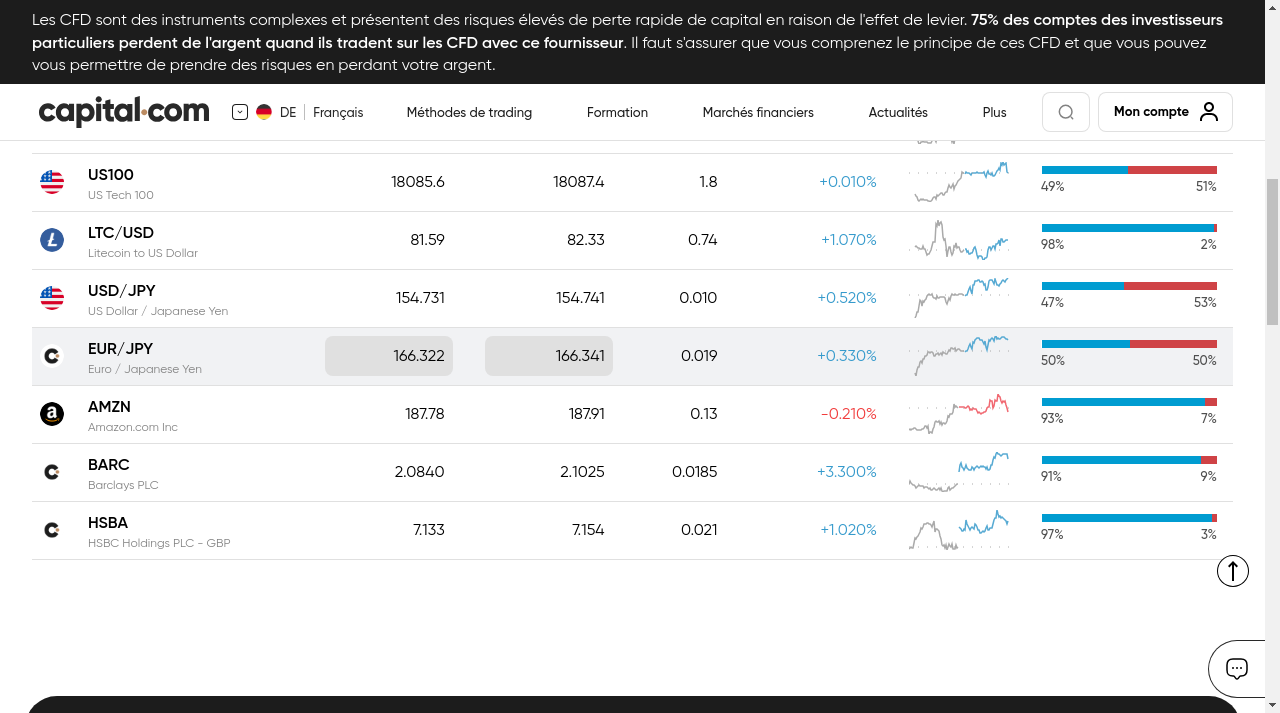 Les CFD sont des instruments complexes et présentent des risques élevés de perte rapide de capital en raison de l'effet de levier. 75% des comptes des investisseurs
particuliers perdent de l'argent quand ils tradent sur les CFD avec ce fournisseur. Il faut s'assurer que vous comprenez le principe de ces CFD et que vous pouvez
vous permettre de prendre des risques en perdant votre argent.
capital.com DE Français Méthodes de trading Formation Marchés financiers Actualités Plus Mon compte
US100 18085.6 18087.4 1.8 +0.010%
US Tech 100 49% 51%
LTC/USD 81.59 82.33 0.74 +1.070%
Litecoin to US Dollar 98% 2%
USD/JPY 154.731 154.741 0.010 +0.520%
US Dollar / Japanese Yen 47% 53%
EUR/JPY 166.322 166.341 0.019 +0.330%
Euro / Japanese Yen 50% 50%
AMZN 187.78 187.91 0.13 -0.210%
Amazon.com Inc 93% 7%
BARC 2.0840 2.1025 0.0185 +3.300%
Barclays PLC 91% 9%
HSBA 7.133 7.154 0.021 +1.020%
HSBC Holdings PLC - GBP 97% 3%